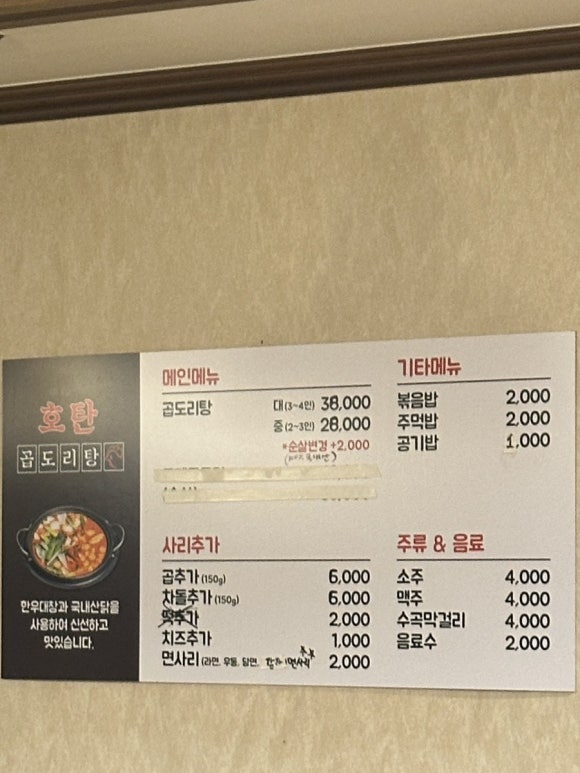 호탄
곱도리탕
한우대창과 국내산닭을
사용하여 신선하고
맛있습니다.
메인메뉴
곱도리탕 대(3~4인) 38,000
중(2~3인) 28,000
*순살변경 +2,000
사리추가
곱추가(150g) 6,000
차돌추가(150g) 6,000
떡추가 2,000
치즈추가 1,000
면사리(라면, 우동, 당면, 2,000
기타메뉴
볶음밥 2,000
주먹밥 2,000
공기밥 1,000
주류 & 음료
소주 4,000
맥주 4,000
수곡막걸리 4,000
음료수 2,000